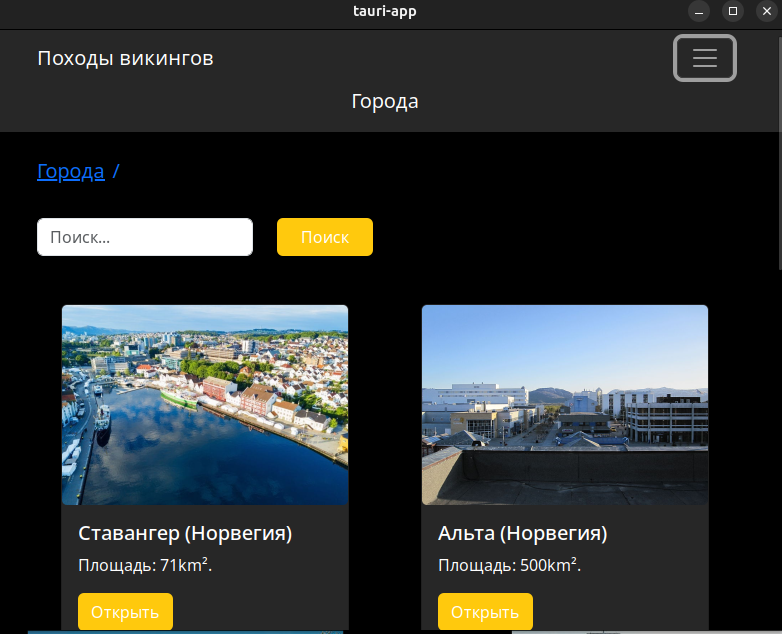 tauri-app
Походы викингов
Города
Города /
Поиск... Поиск
Ставангер (Норвегия) Альта (Норвегия)
Площадь: 71km². Площадь: 500km².
Открыть Открыть